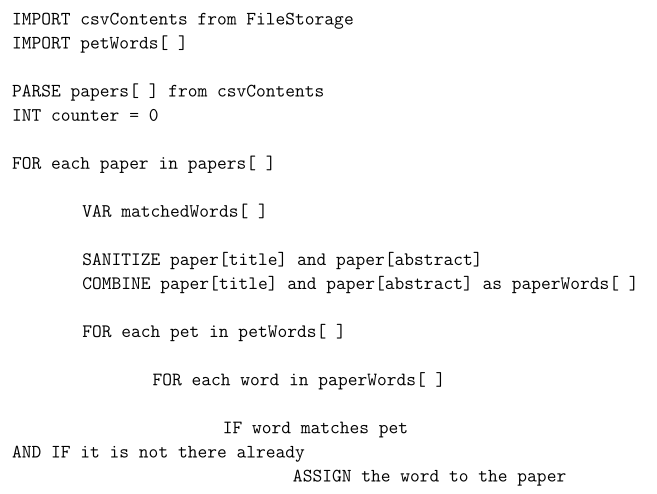 IMPORT csvContents from FileStorage
IMPORT petWords[ ]
PARSE papers[ ] from csvContents
INT counter = 0
FOR each paper in papers[ ]
VAR matchedWords[ ]
SANITIZE paper[title] and paper[abstract]
COMBINE paper[title] and paper[abstract] as paperWords[ ]
FOR each pet in petWords[ ]
FOR each word in paperWords[ ]
IF word matches pet
AND IF it is not there already
ASSIGN the word to the paper